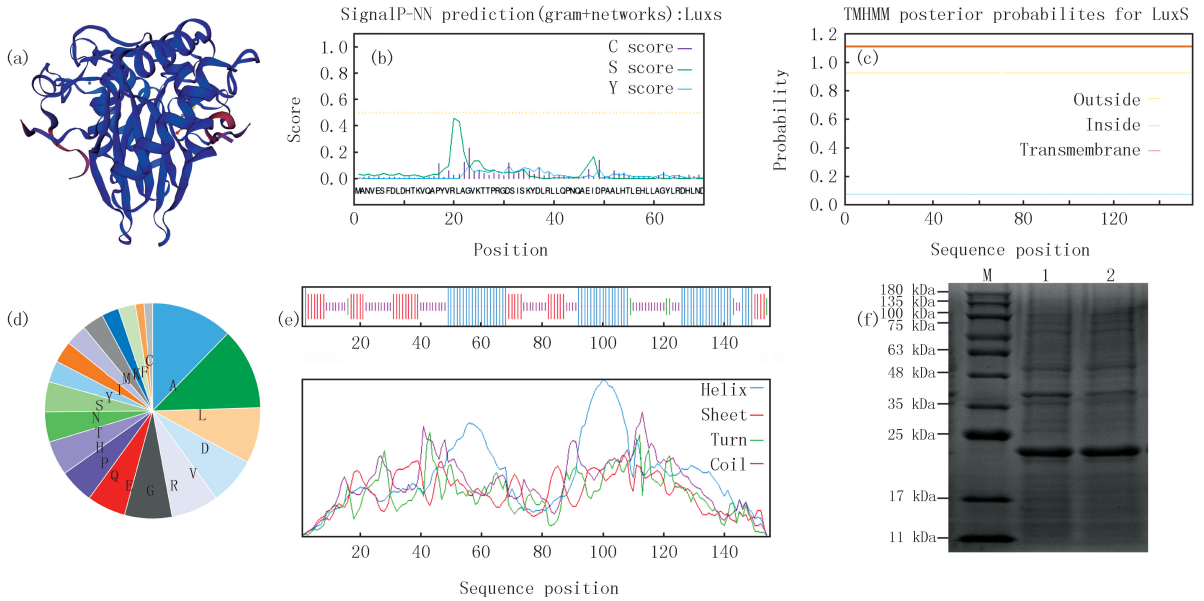 (a)
SignalP-NN prediction(gram+networks):Luxs
(b)
C score
S score
Y score
1.0
0.8
0.6
0.4
0.2
0.0
Score
MANVESFDLDHTKVQAPYVRLAGVKTTPRGDSISKYDLRLLQPNQAEIDPAALHTLEHLLAGYLRDHLND
0 20 40 60
Position
TMHMM posterior probabilites for LuxS
(c)
1.2
1.0
0.8
0.6
0.4
0.2
0.0
Probability
Outside
Inside
Transmembrane
0 40 80 120
Sequence position
(d)
A
L
D
V
R
G
E
Q
P
H
T
N
S
Y
I
M
K
F
C
(e)
20 40 60 80 100 120 140
Helix
Sheet
Turn
Coil
20 40 60 80 100 120 140
Sequence position
(f)
M 1 2
180 kDa
135 kDa
100 kDa
75 kDa
63 kDa
48 kDa
35 kDa
25 kDa
17 kDa
11 kDa